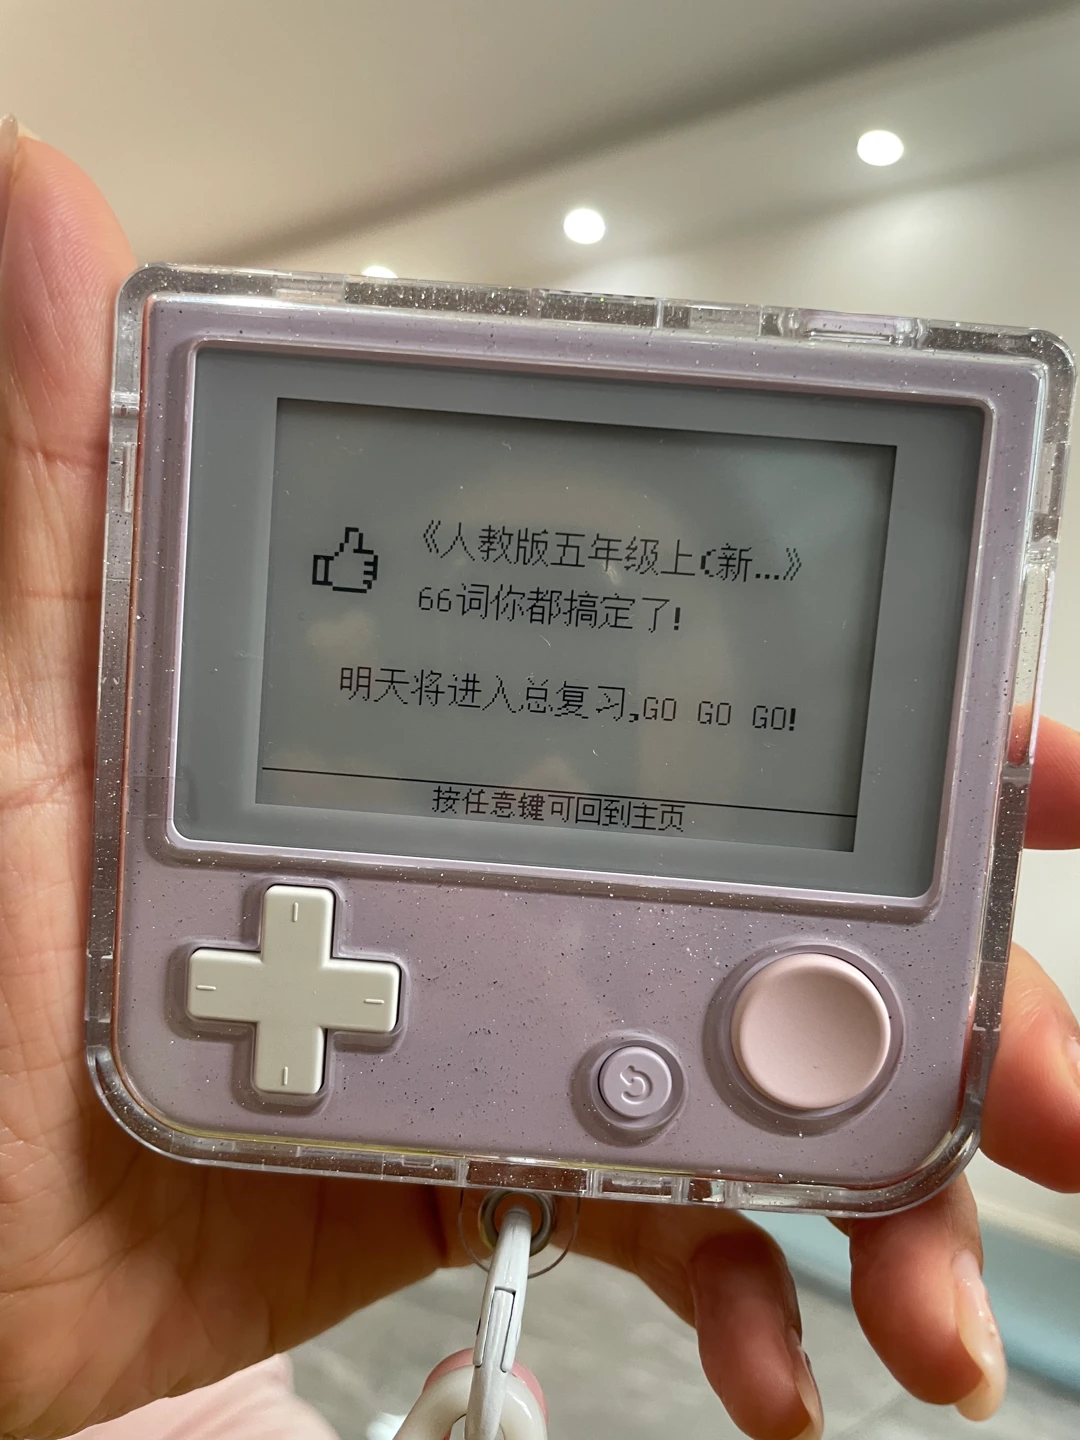 《人教版五年级上(新...》
66词你都搞定了!
明天将进入总复习,GO GO GO!
按任意键可回到主页